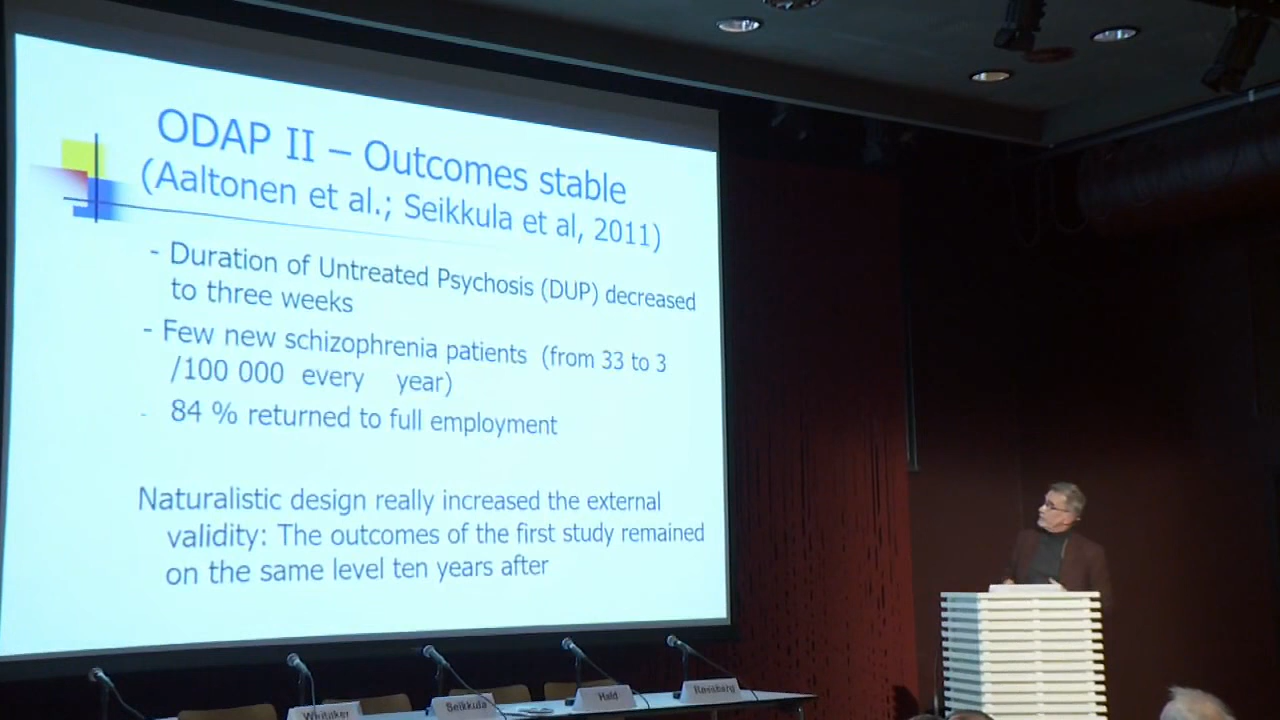 ODAP II – Outcomes stable
(Aaltonen et al.; Seikkula et al, 2011)
- Duration of Untreated Psychosis (DUP) decreased
to three weeks
- Few new schizophrenia patients (from 33 to 3
/100 000 every year)
- 84 % returned to full employment
Naturalistic design really increased the external
validity: The outcomes of the first study remained
on the same level ten years after
Whitaker
Seikkula
Hald
Røssberg